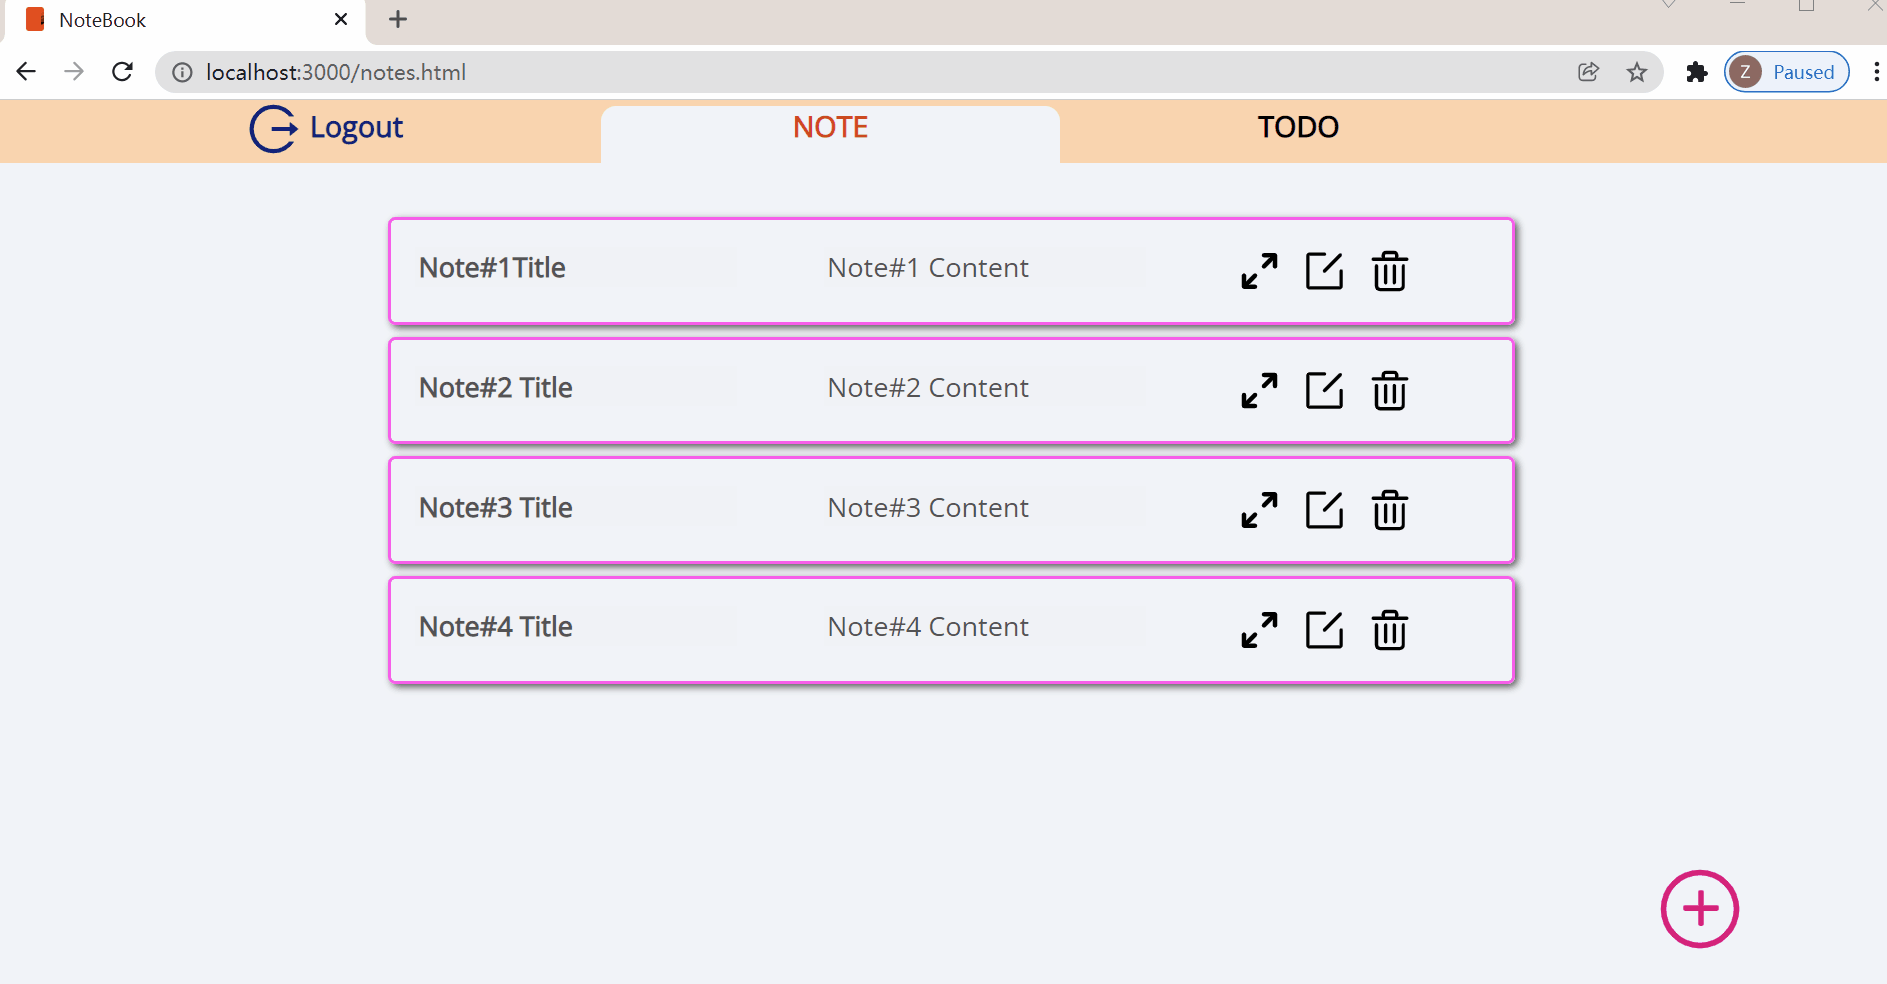 NoteBook
localhost:3000/notes.html
Z Paused
Logout NOTE TODO
Note#1Title Note#1 Content
Note#2 Title Note#2 Content
Note#3 Title Note#3 Content
Note#4 Title Note#4 Content